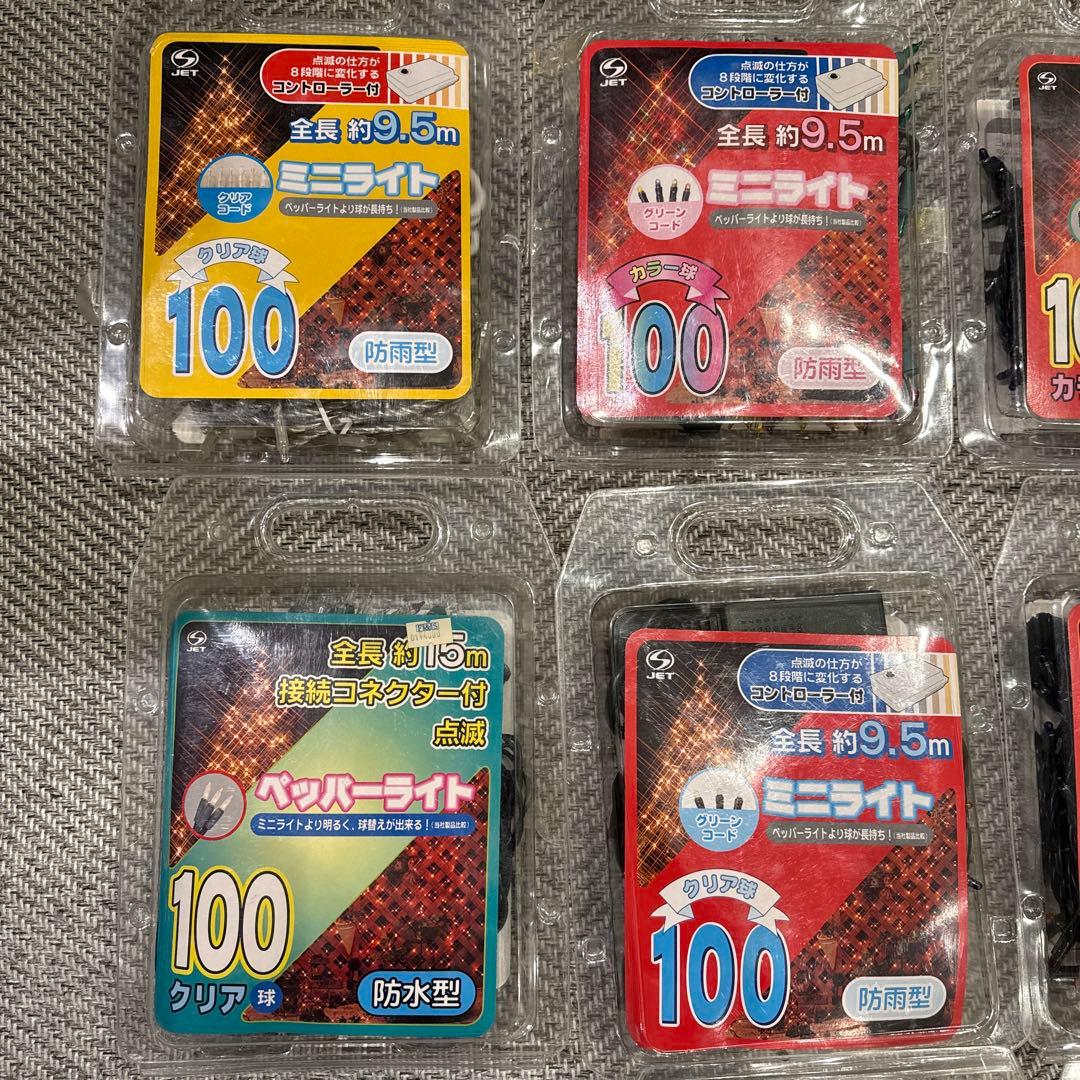 JET
点滅の仕方が
8段階に変化する
コントローラー付
全長 約9.5m
クリア
コード
ミニライト
ペッパーライトより球が長持ち!(当社製品比較)
クリア球
100
防雨型
JET
点滅の仕方が
8段階に変化する
コントローラー付
全長 約9.5m
グリーン
コード
ミニライト
ペッパーライトより球が長持ち!(当社製品比較)
カラー球
100
防雨型
JET
JET
全長 約15m
接続コネクター付
点滅
ペッパーライト
ミニライトより明るく、球替えが出来る!(当社製品比較)
100
クリア球
防水型
JET
点滅の仕方が
8段階に変化する
コントローラー付
全長 約9.5m
グリーン
コード
ミニライト
ペッパーライトより球が長持ち!(当社製品比較)
クリア球
100
防雨型